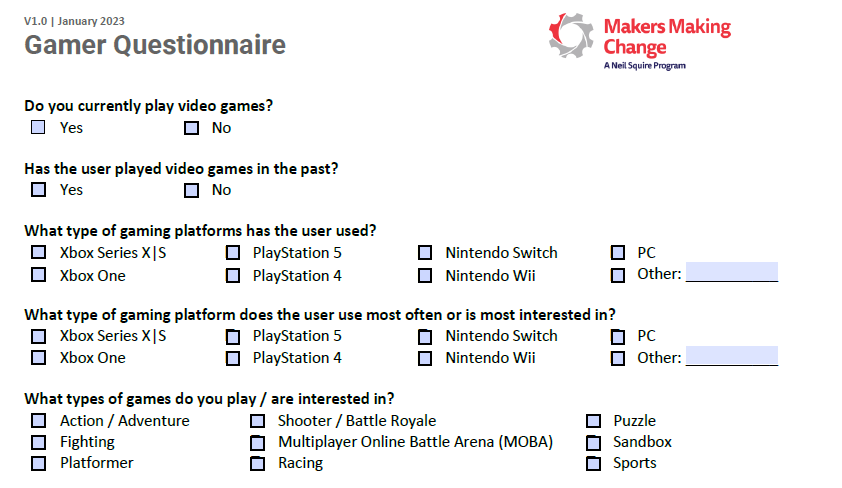 V1.0 | January 2023
Gamer Questionnaire
Makers Making
Change
A Neil Squire Program
Do you currently play video games?
Yes No
Has the user played video games in the past?
Yes No
What type of gaming platforms has the user used?
Xbox Series X|S PlayStation 5 Nintendo Switch PC
Xbox One PlayStation 4 Nintendo Wii Other:
What type of gaming platform does the user use most often or is most interested in?
Xbox Series X|S PlayStation 5 Nintendo Switch PC
Xbox One PlayStation 4 Nintendo Wii Other:
What types of games do you play / are interested in?
Action / Adventure Shooter / Battle Royale Puzzle
Fighting Multiplayer Online Battle Arena (MOBA) Sandbox
Platformer Racing Sports